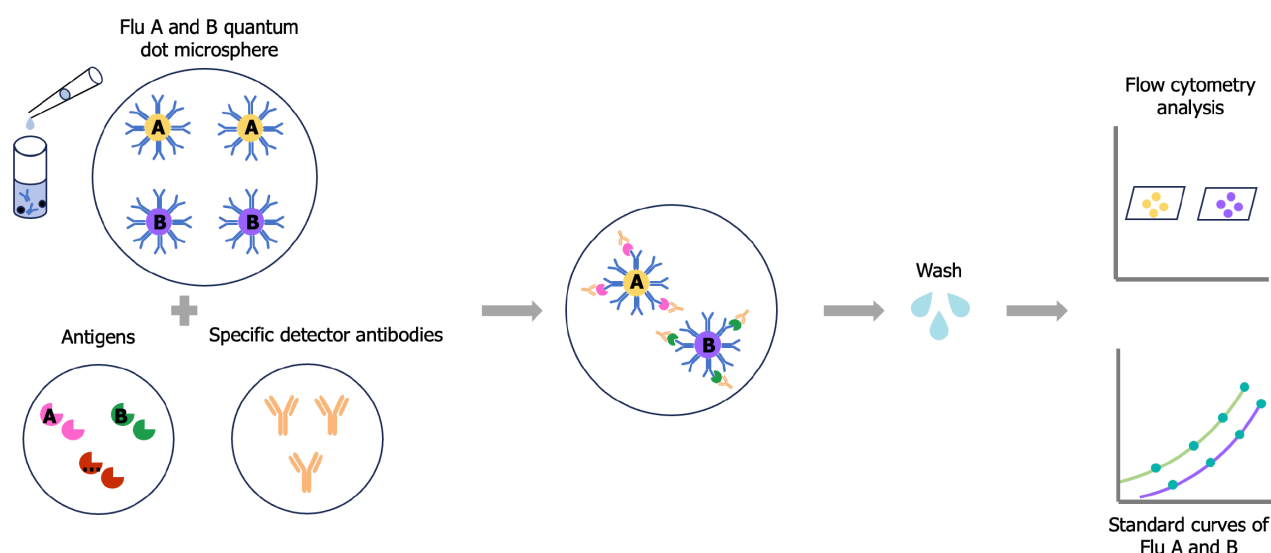 Flu A and B quantum
dot microsphere
A
A
B
B
Antigens
A
B
...
Specific detector antibodies
A
B
Wash
Flow cytometry
analysis
Standard curves of
Flu A and B